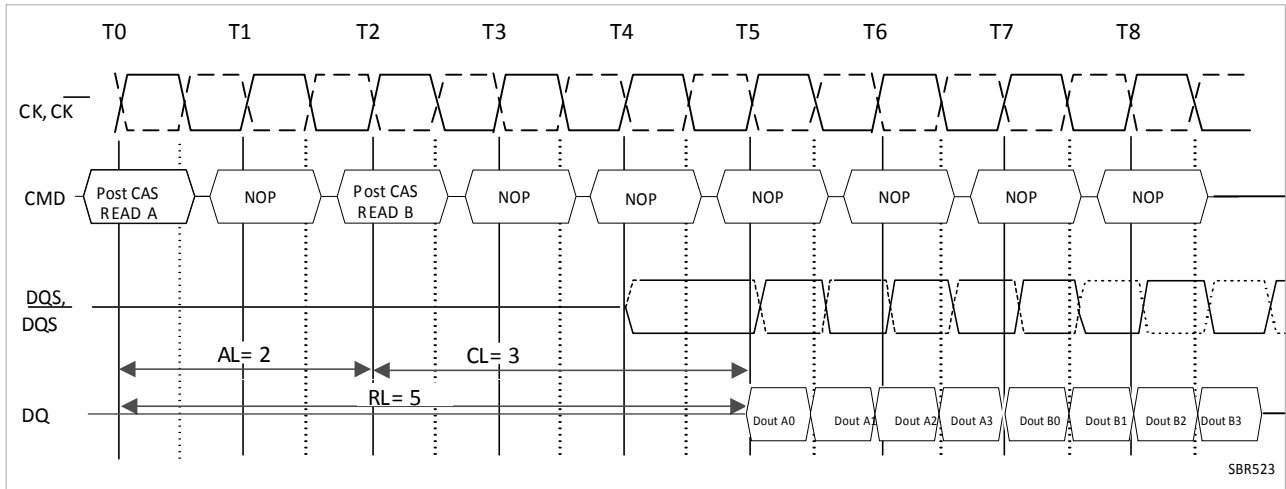 T0 T1 T2 T3 T4 T5 T6 T7 T8
CK, CK
CMD
Post CAS
READ A
NOP
Post CAS
READ B
NOP
NOP
NOP
NOP
NOP
NOP
DQS,
DQS
AL= 2
CL= 3
RL= 5
DQ
Dout A0 Dout A1 Dout A2 Dout A3 Dout B0 Dout B1 Dout B2 Dout B3
SBR523